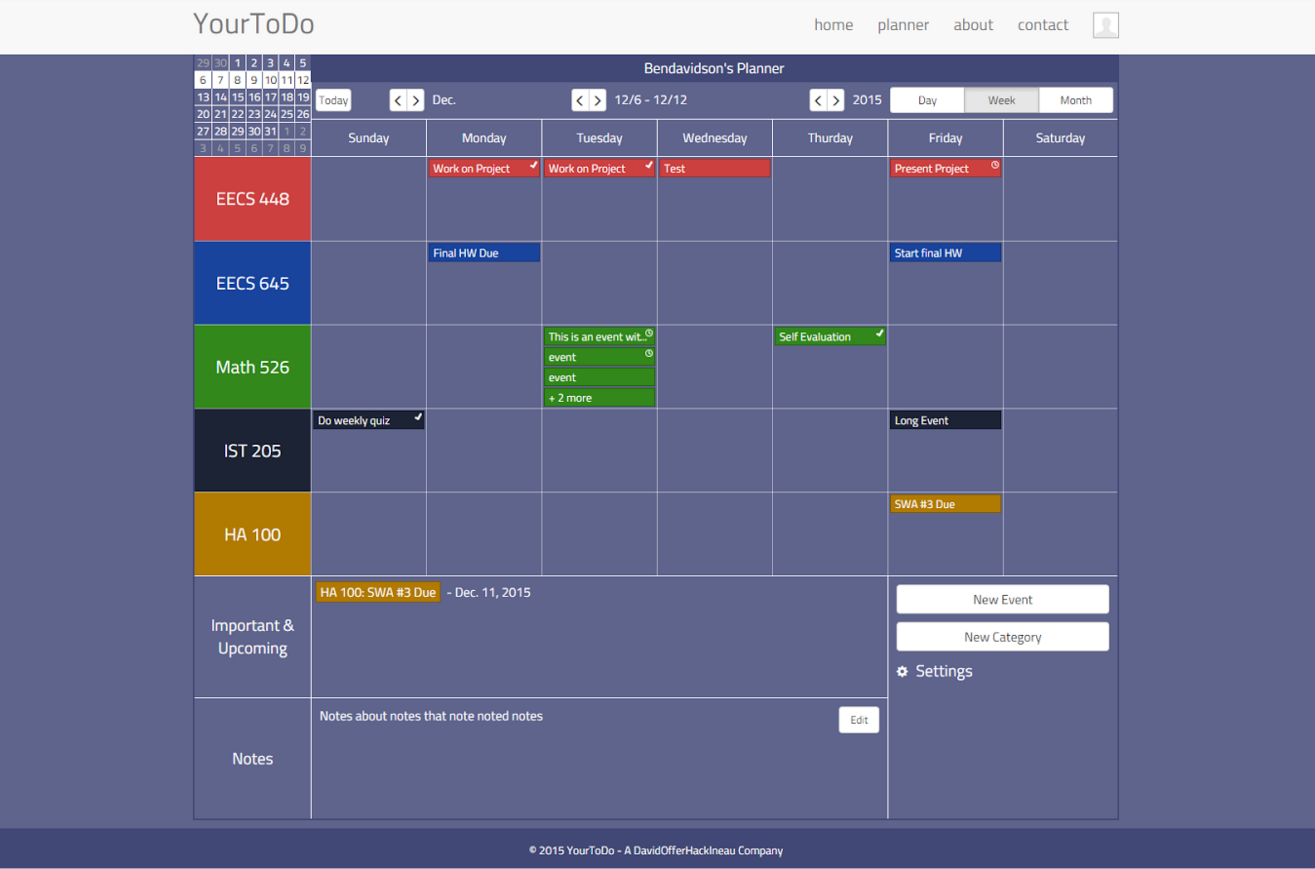 YourToDo
home planner about contact
29 30 1 2 3 4 5
6 7 8 9 10 11 12
13 14 15 16 17 18 19
20 21 22 23 24 25 26
27 28 29 30 31 1 2
3 4 5 6 7 8 9
Bendavidson's Planner
Today < > Dec. < > 12/6 - 12/12 < > 2015 Day Week Month
Sunday Monday Tuesday Wednesday Thurday Friday Saturday
EECS 448
Work on Project Work on Project Test Present Project
EECS 645
Final HW Due Start final HW
Math 526
This is an event wit... Self Evaluation
event
event
+ 2 more
IST 205
Do weekly quiz Long Event
HA 100
SWA #3 Due
Important &
Upcoming
HA 100: SWA #3 Due - Dec. 11, 2015
New Event
New Category
Settings
Notes
Notes about notes that note noted notes
Edit
© 2015 YourToDo - A DavidOfferHackIneau Company